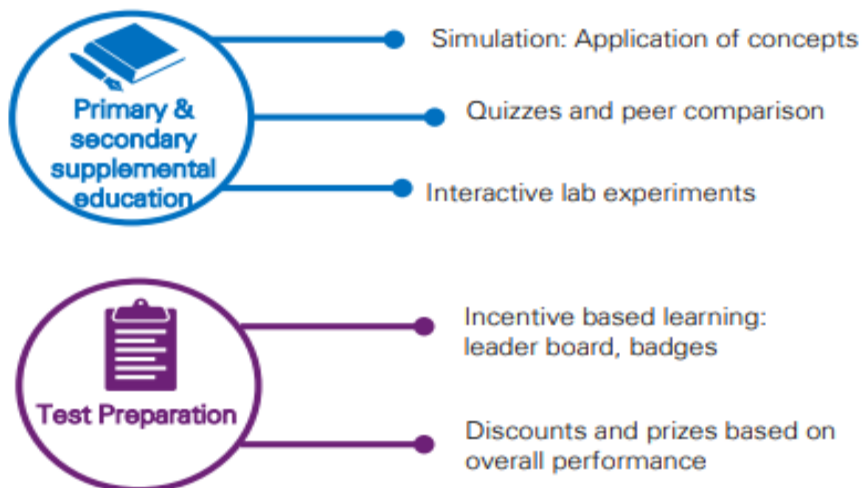 Primary &
secondary
supplemental
education
Simulation: Application of concepts
Quizzes and peer comparison
Interactive lab experiments
Test Preparation
Incentive based learning:
leader board, badges
Discounts and prizes based on
overall performance